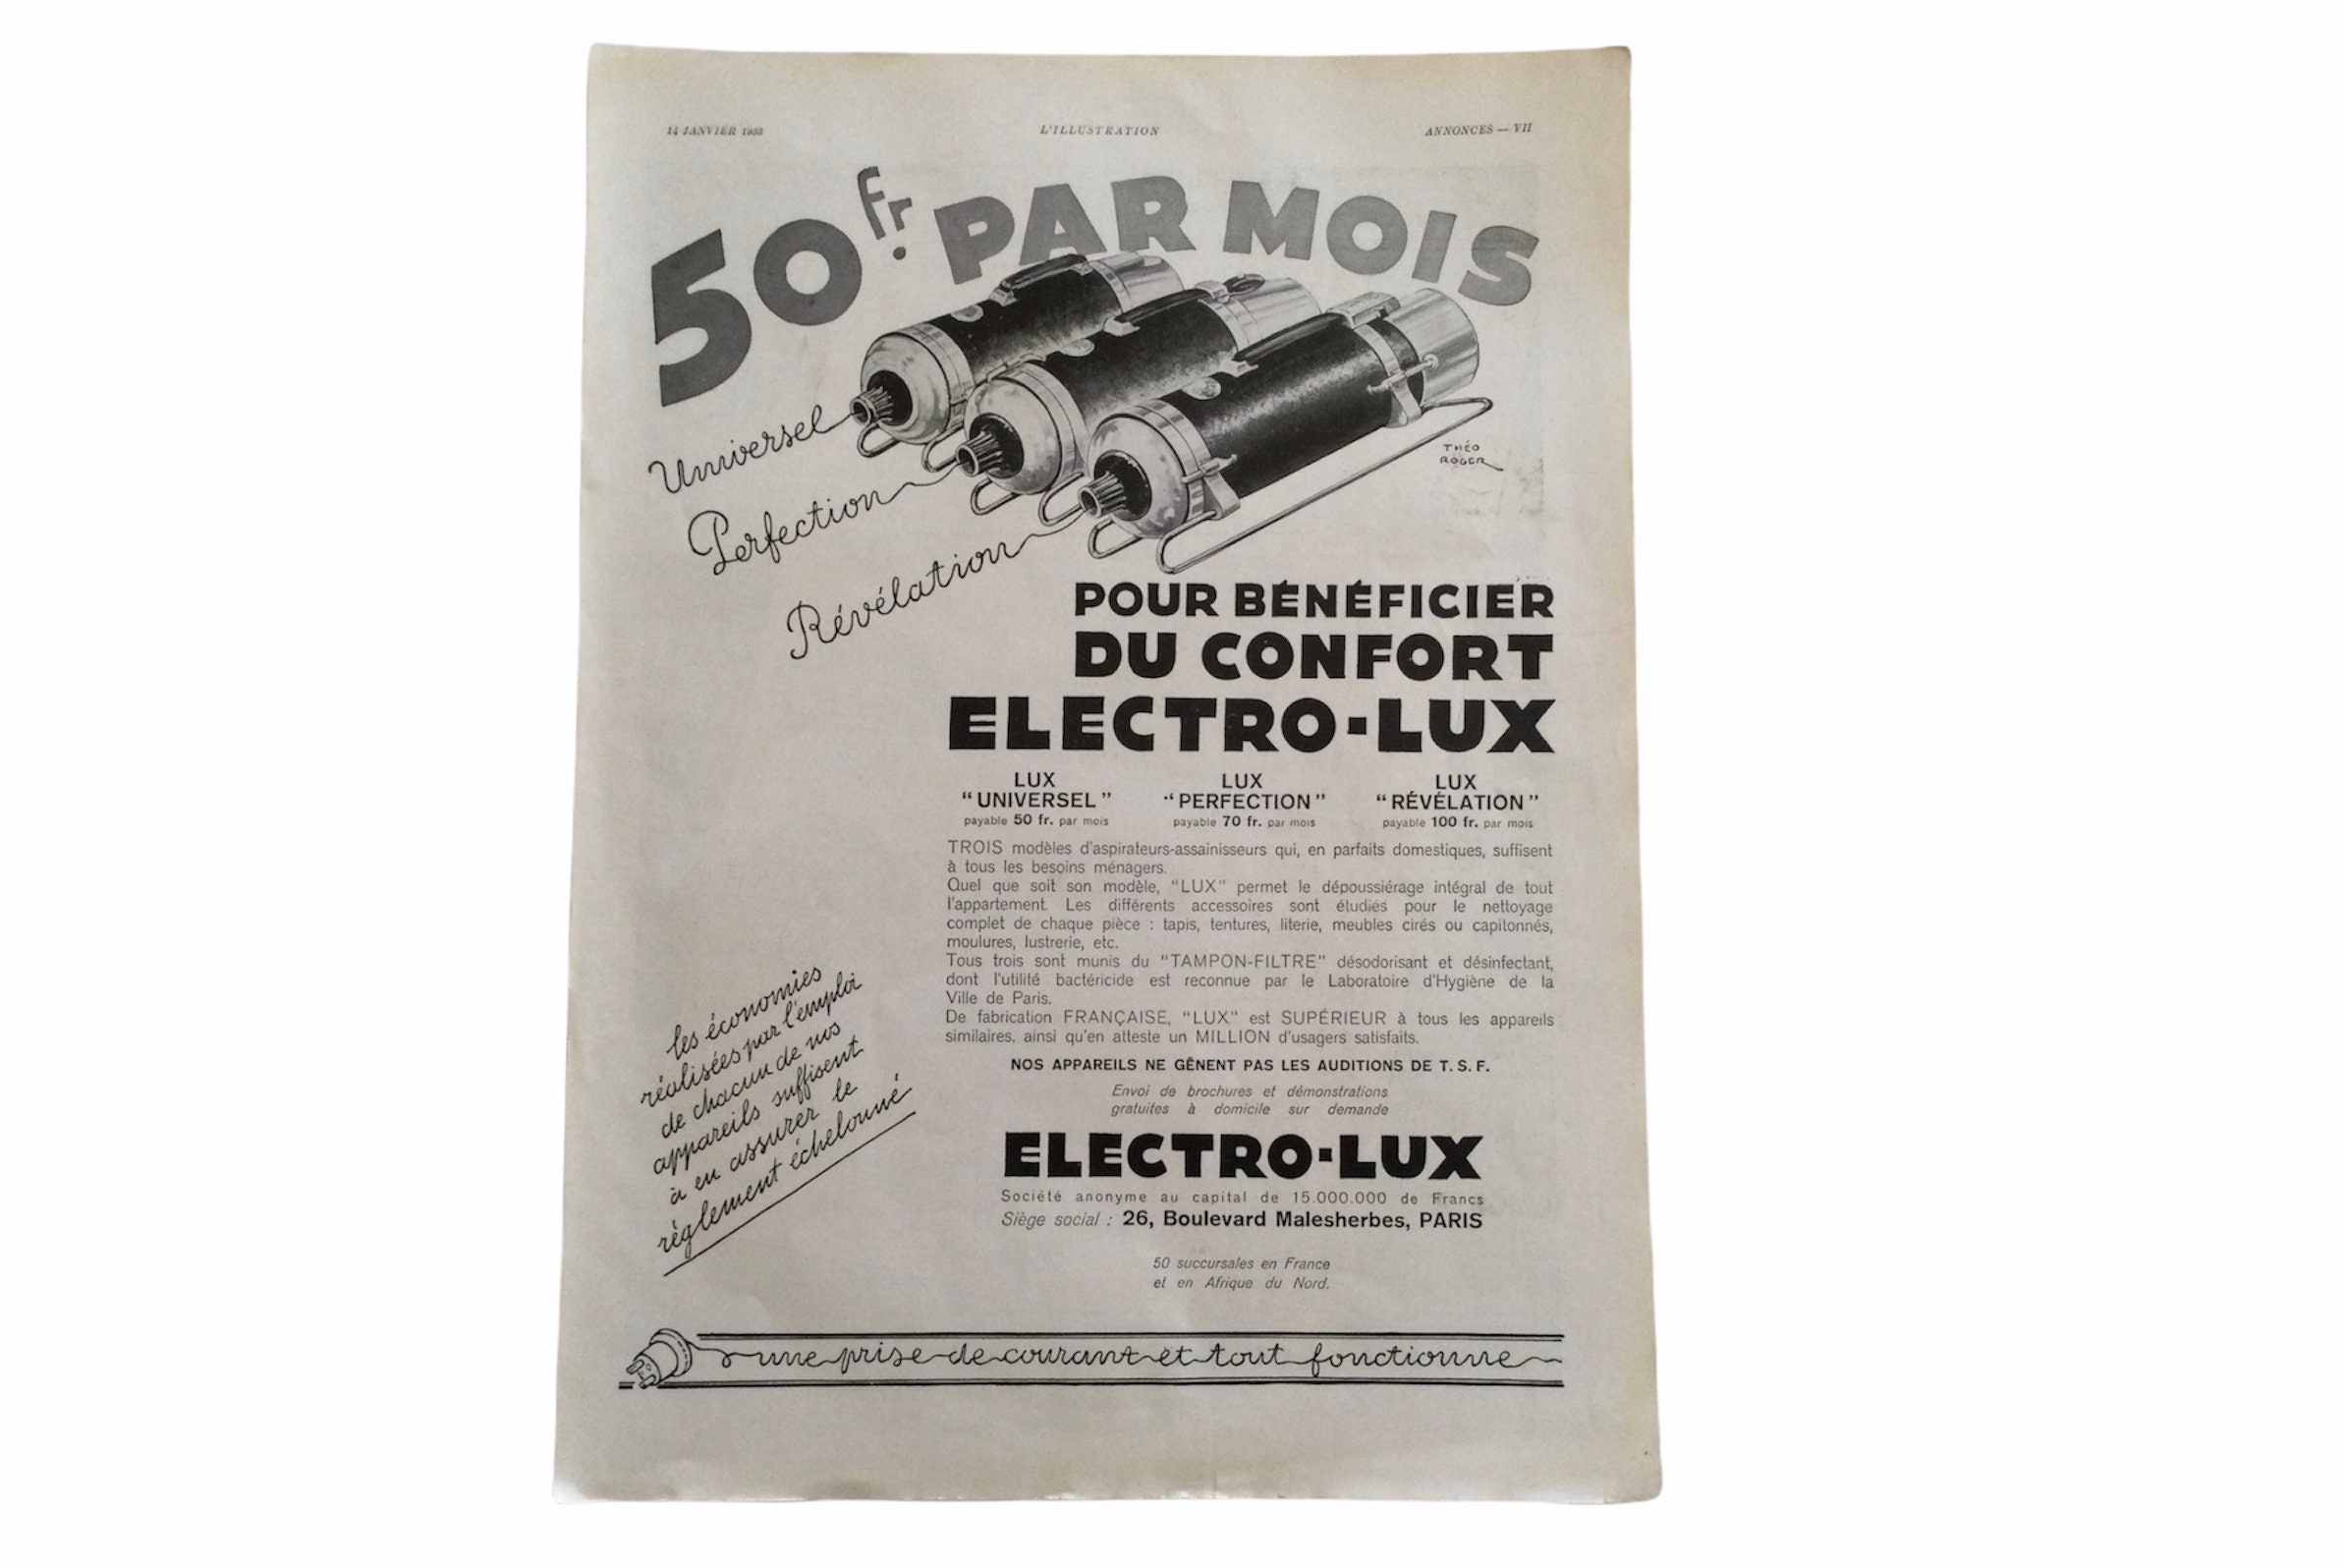 14 JANVIER 1933
L'ILLUSTRATION
ANNONCES — VII
50 fr. PAR MOIS
THÉO
ROGER
Universel
Perfection
Révélation
POUR BÉNÉFICIER
DU CONFORT
ELECTRO-LUX
LUX
"UNIVERSEL"
payable 50 fr. par mois
LUX
"PERFECTION"
payable 70 fr. par mois
LUX
"RÉVÉLATION"
payable 100 fr. par mois
TROIS modèles d'aspirateurs-assainisseurs qui, en parfaits domestiques, suffisent
à tous les besoins ménagers.
Quel que soit son modèle, "LUX" permet le dépoussiérage intégral de tout
l'appartement. Les différents accessoires sont étudiés pour le nettoyage
complet de chaque pièce : tapis, tentures, literie, meubles cirés ou capitonnés,
moulures, lustrerie, etc.
Tous trois sont munis du "TAMPON-FILTRE" désodorisant et désinfectant,
dont l'utilité bactéricide est reconnue par le Laboratoire d'Hygiène de la
Ville de Paris.
De fabrication FRANÇAISE, "LUX" est SUPÉRIEUR à tous les appareils
similaires, ainsi qu'en atteste un MILLION d'usagers satisfaits.
NOS APPAREILS NE GÊNENT PAS LES AUDITIONS DE T. S. F.
Envoi de brochures et démonstrations
gratuites à domicile sur demande
les économies
réalisées par l'emploi
de chacun de nos
appareils suffisent
à en assurer le
règlement échelonné
ELECTRO-LUX
Société anonyme au capital de 15.000.000 de Francs
Siège social : 26, Boulevard Malesherbes, PARIS
50 succursales en France
et en Afrique du Nord.
une prise de courant et tout fonctionne